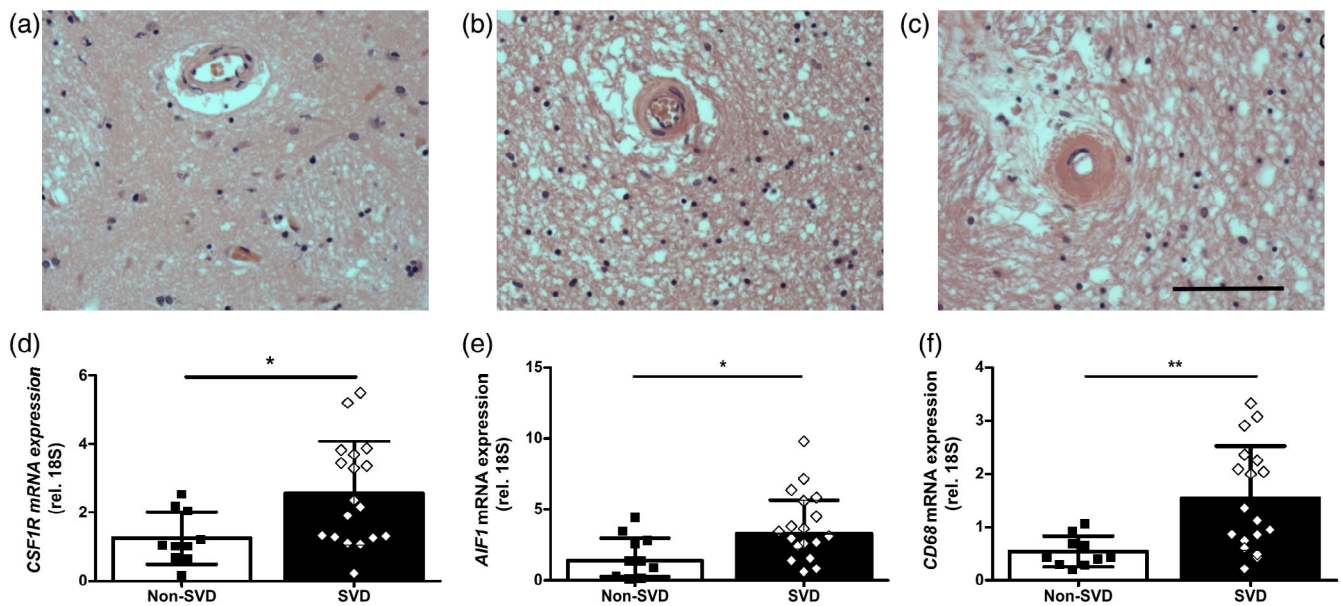 (a)
(b)
(c)
(d)
CSF1R mRNA expression
(rel. 18S)
6
4
2
0
*
Non-SVD
SVD
(e)
AIF1 mRNA expression
(rel. 18S)
15
10
5
0
*
Non-SVD
SVD
(f)
CD68 mRNA expression
(rel. 18S)
4
3
2
1
0
**
Non-SVD
SVD